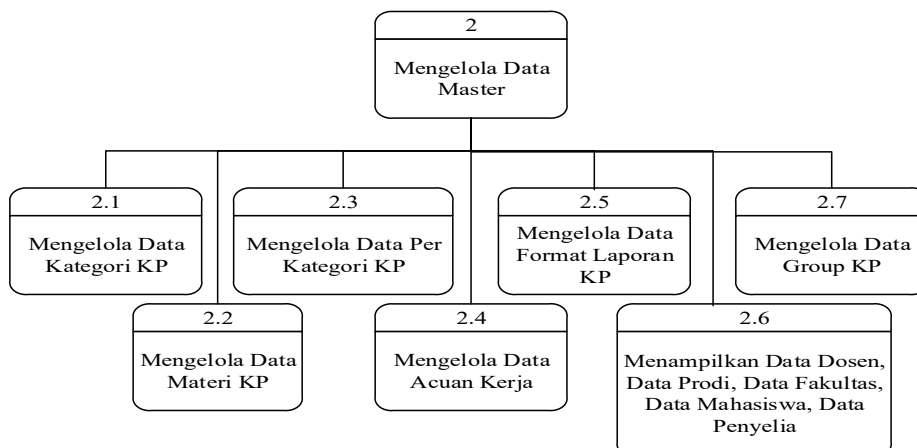 2
Mengelola Data
Master
2.1
Mengelola Data
Kategori KP
2.3
Mengelola Data Per
Kategori KP
2.5
Mengelola Data
Format Laporan
KP
2.7
Mengelola Data
Group KP
2.2
Mengelola Data
Materi KP
2.4
Mengelola Data
Acuan Kerja
2.6
Menampilkan Data Dosen,
Data Prodi, Data Fakultas,
Data Mahasiswa, Data
Penyelia